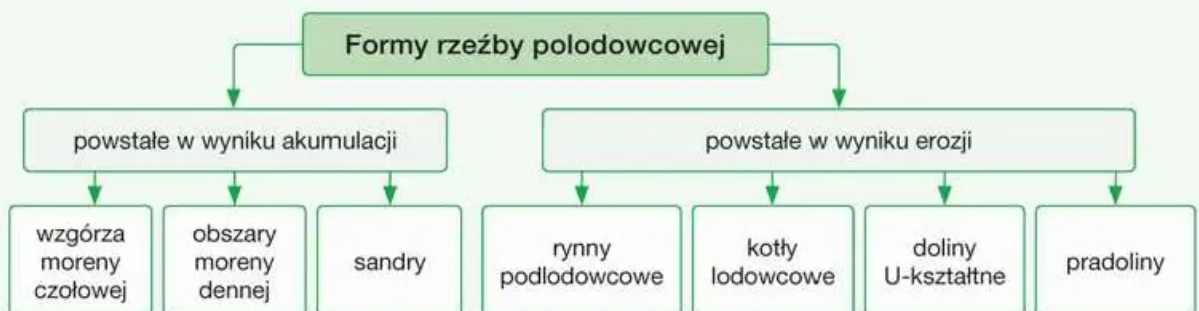 Formy rzeźby polodowcowej
powstałe w wyniku akumulacji
powstałe w wyniku erozji
wzgórza
moreny
czołowej
obszary
moreny
dennej
sandry
rynny
podlodowcowe
kotły
lodowcowe
doliny
U-kształtne
pradoliny